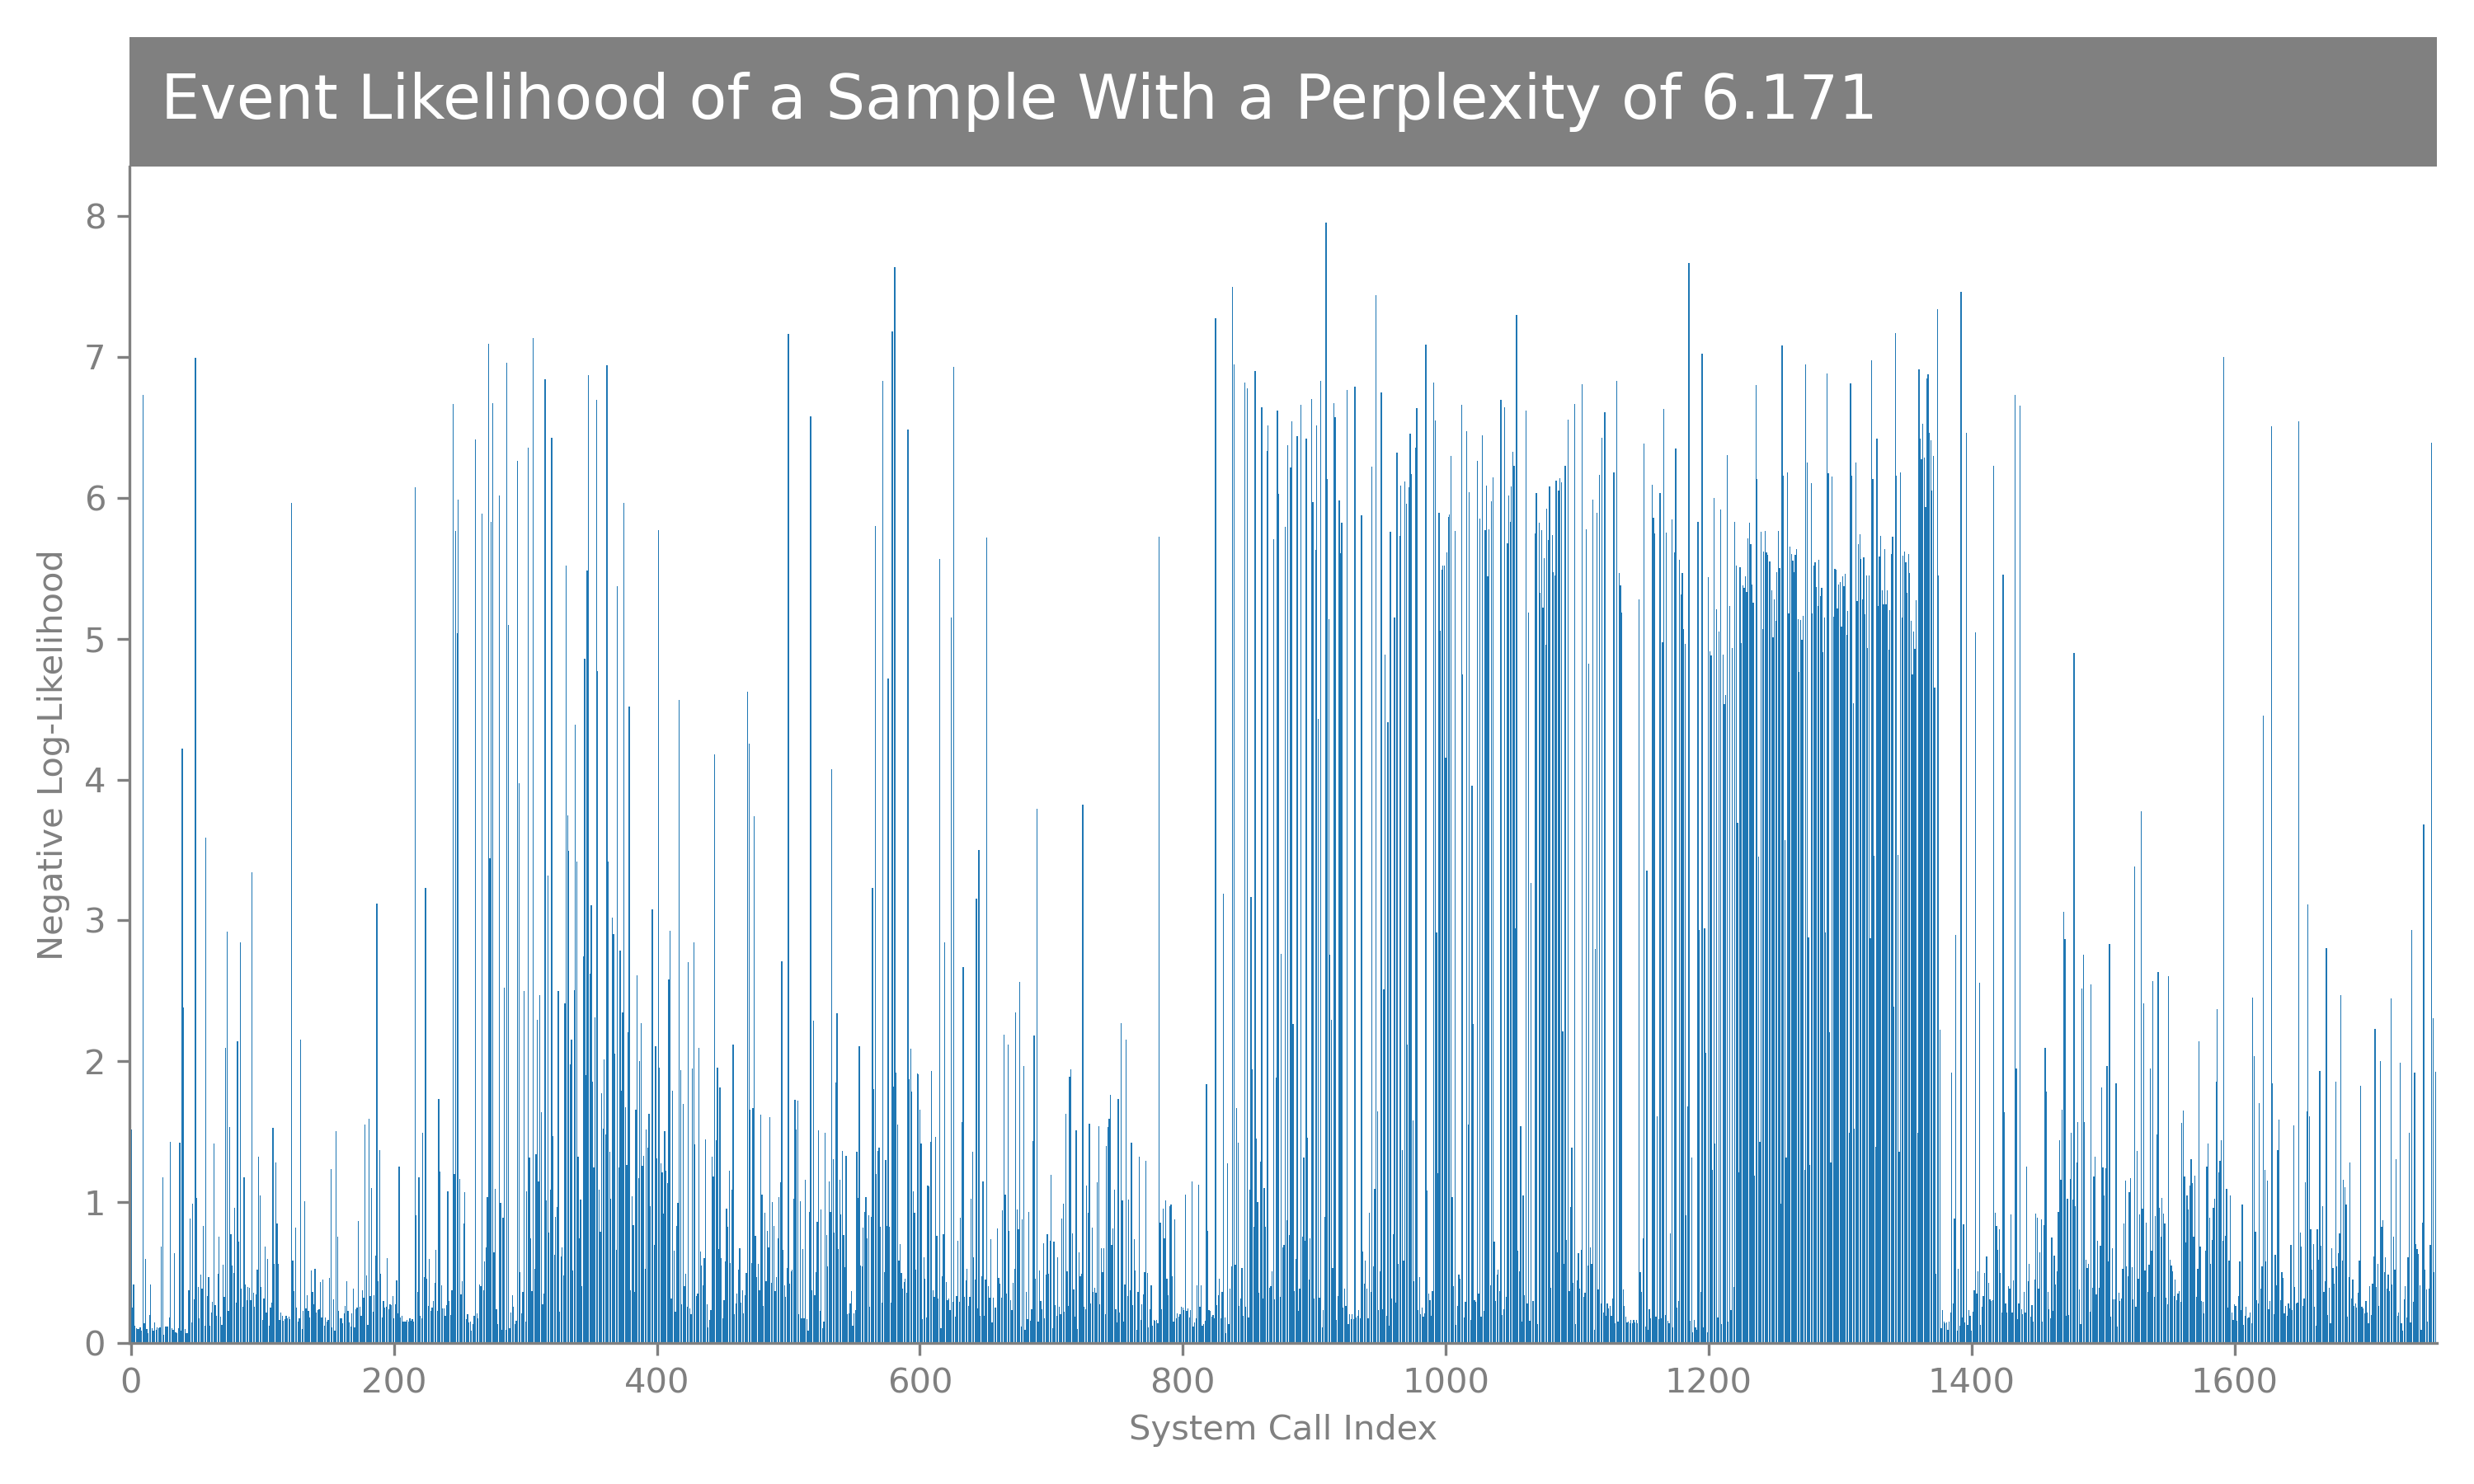 Event Likelihood of a Sample With a Perplexity of 6.171
8
7
6
5
4
3
2
1
0
Negative Log-Likelihood
0 200 400 600 800 1000 1200 1400 1600
System Call Index